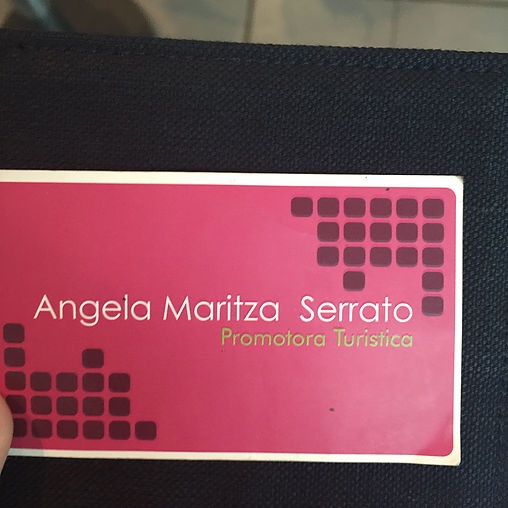 Angela Maritza Serrato
Promotora Turistica